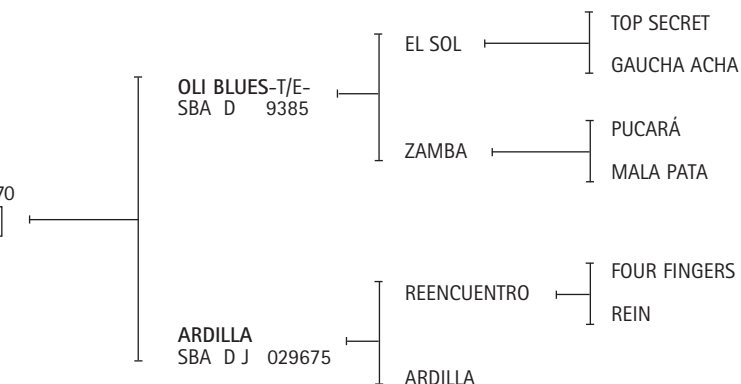 TOP SECRET
EL SOL
GAUCHA ACHA
OLI BLUES-T/E-
SBA D 9385
PUCARÁ
ZAMBA
MALA PATA
70
FOUR FINGERS
REENCUENTRO
REIN
ARDILLA
SBA D J 029675
ARDILLA